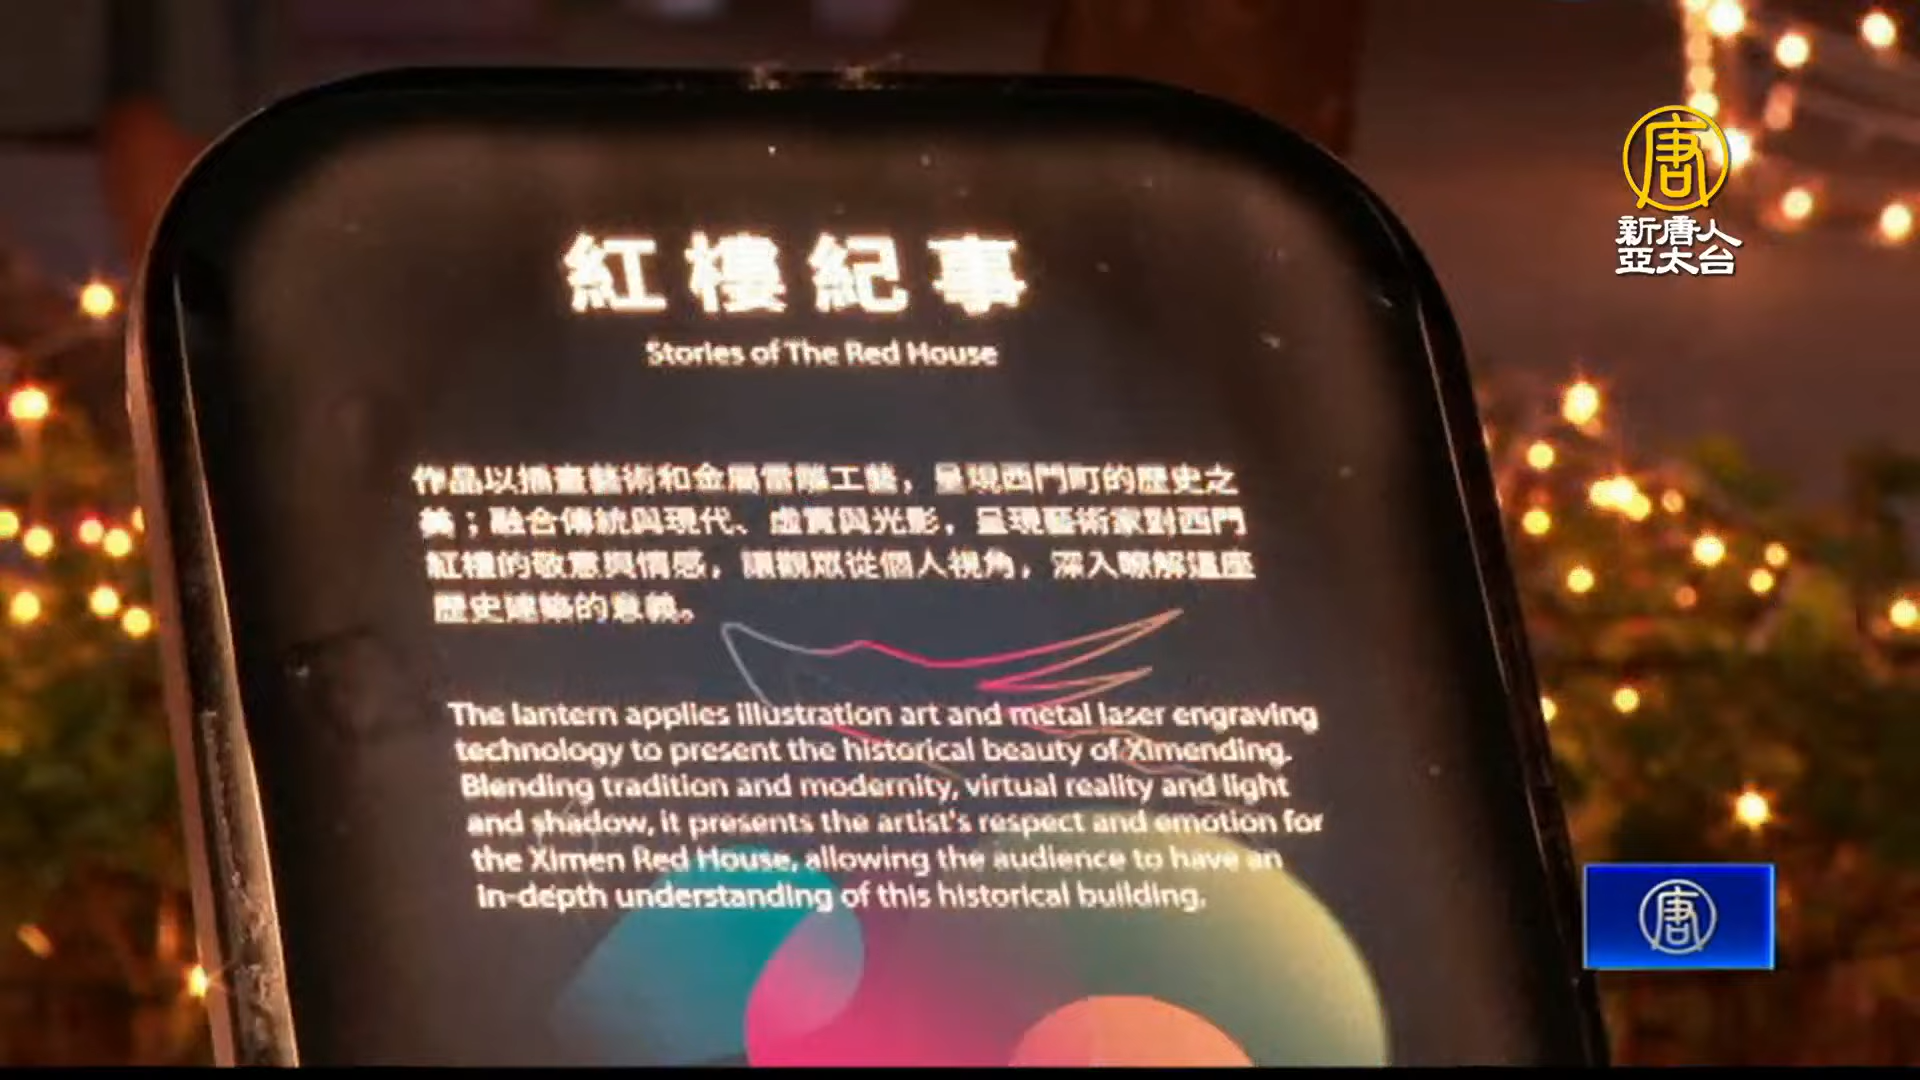 紅樓紀事
Stories of The Red House
作品以插畫藝術和金屬雷雕工藝，呈現西門町的歷史之
美；融合傳統與現代、虛實與光影，呈現藝術家對西門
紅樓的敬意與情感，讓觀眾從個人視角，深入瞭解這座
歷史建築的意義。
The lantern applies illustration art and metal laser engraving
technology to present the historical beauty of Ximending.
Blending tradition and modernity, virtual reality and light
and shadow, it presents the artist's respect and emotion for
the Ximen Red House, allowing the audience to have an
in-depth understanding of this historical building.
唐
新唐人
亞太台
唐